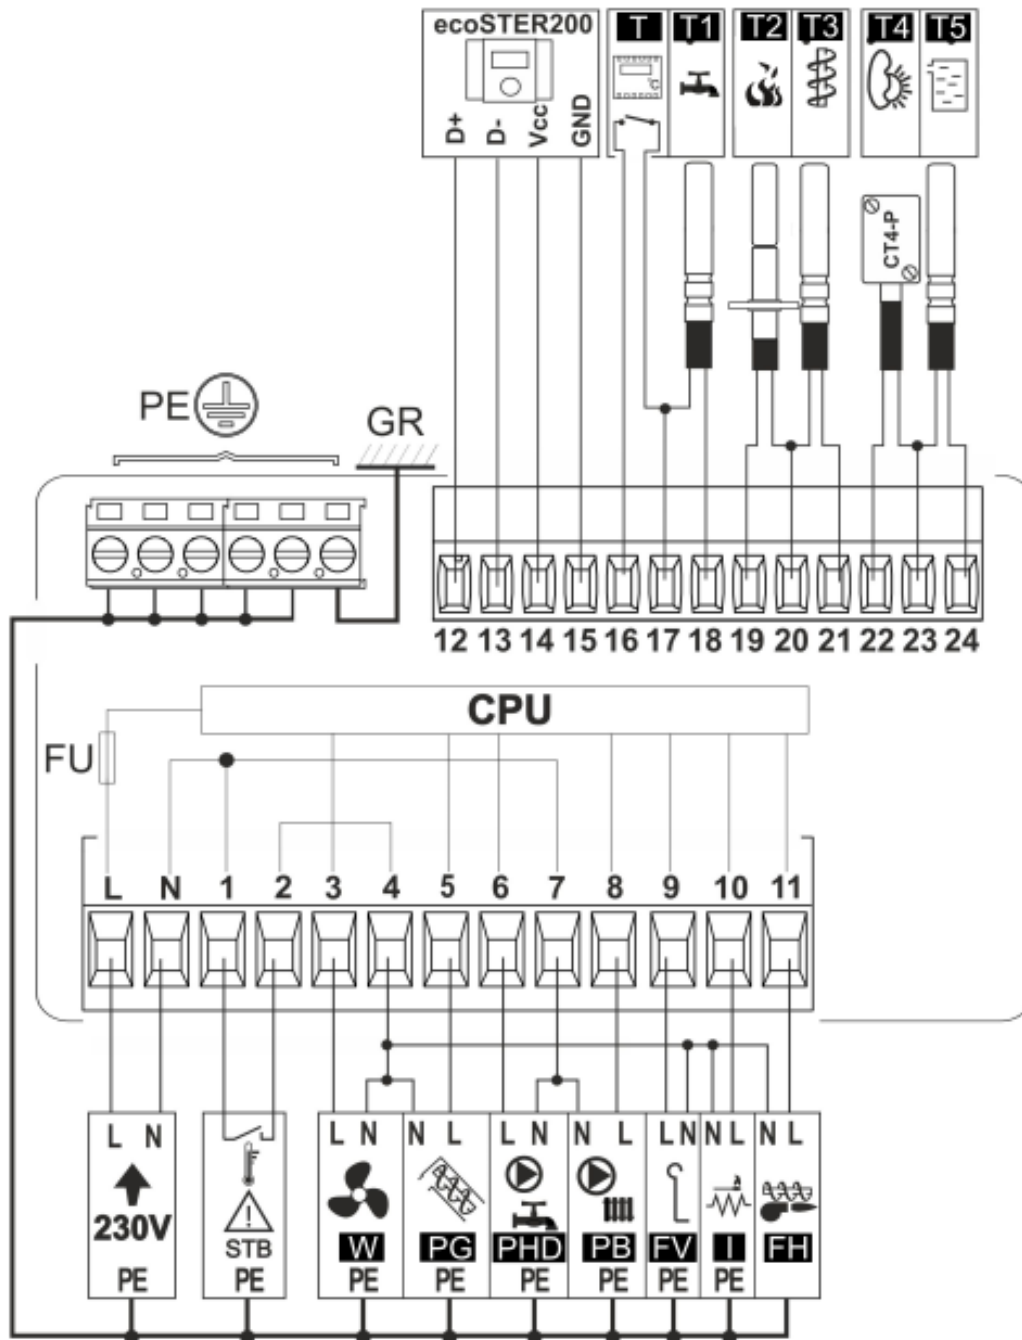 ecoSTER200
T T1 T2 T3 T4 T5
°C
D+ D- Vcc GND
CT4-P
PE
GR
12 13 14 15 16 17 18 19 20 21 22 23 24
CPU
FU
L N 1 2 3 4 5 6 7 8 9 10 11
L N L N N L L N N L L N N L N L
230V
STB
W PG PHD PB FV I FH
PE PE PE PE PE PE PE PE